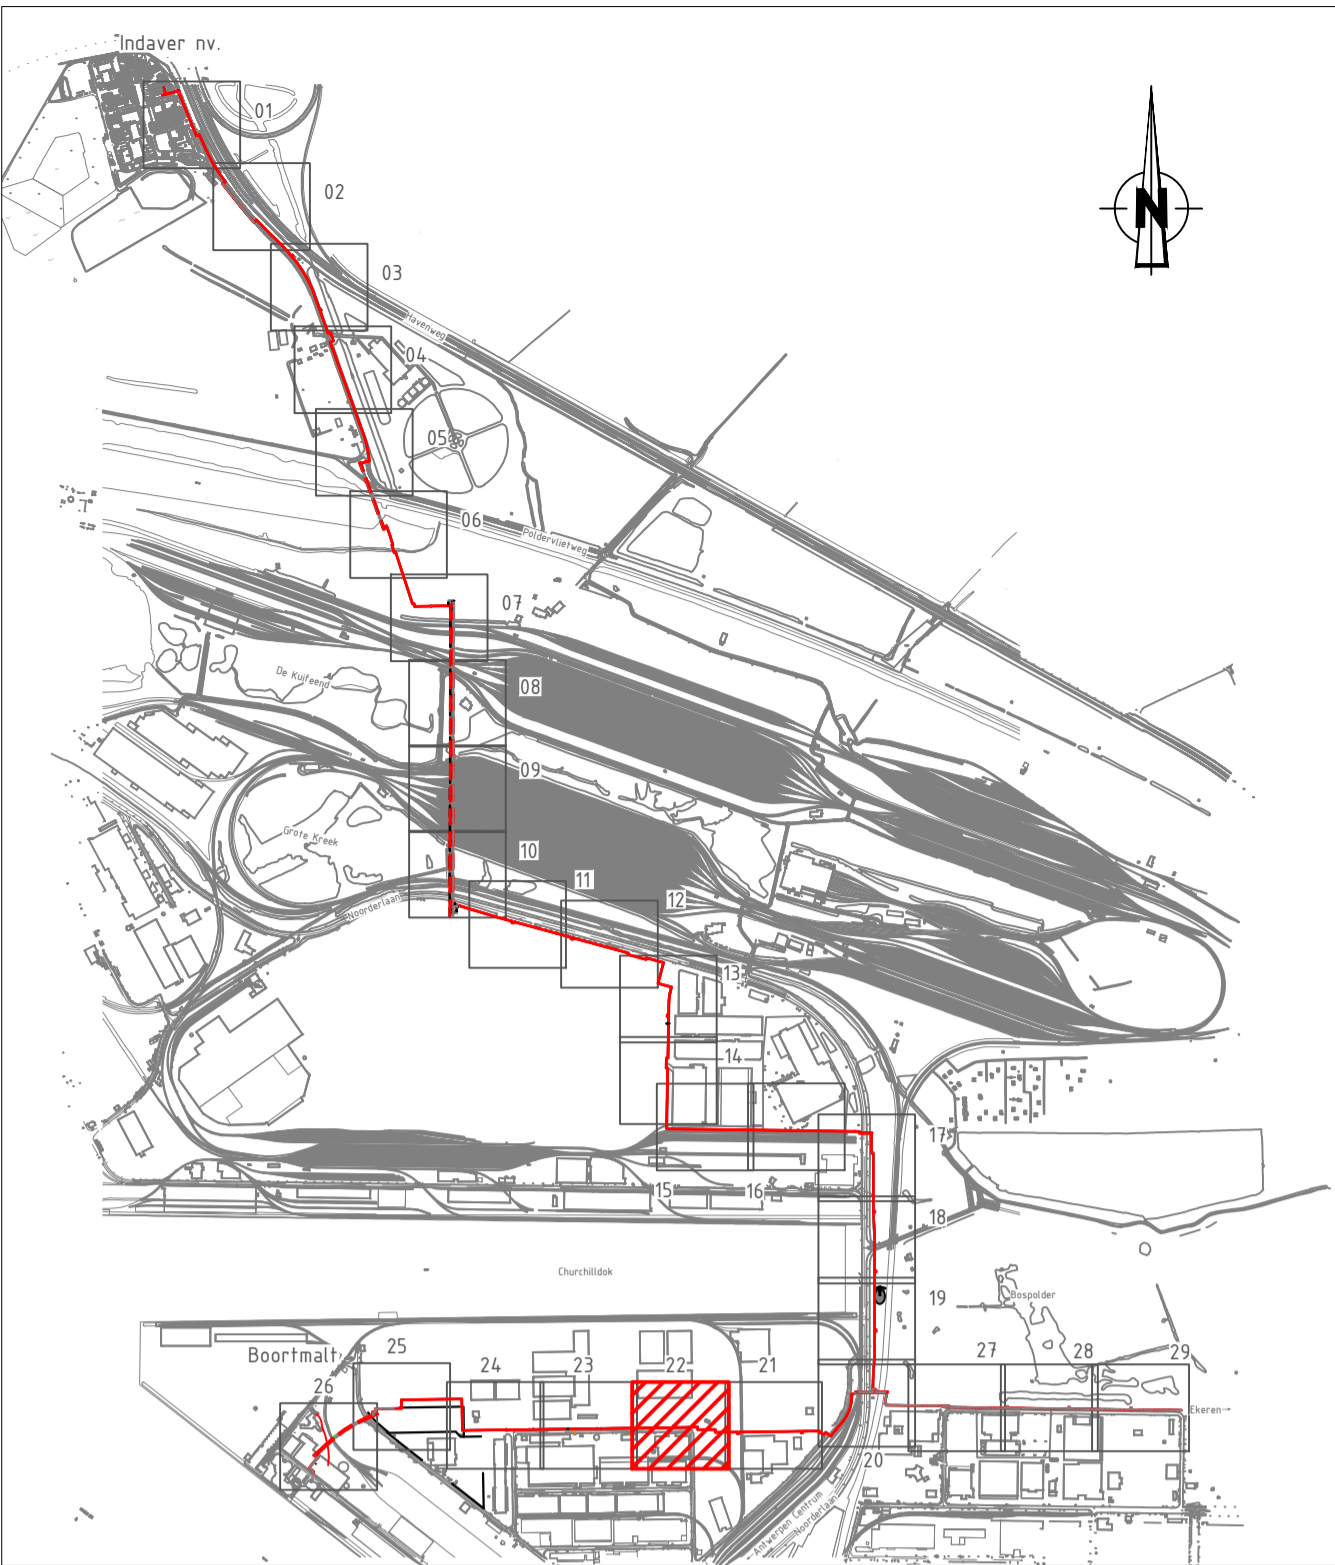 Indaver nv.
01
02
N
03
Havenweg
04
05
06
Poldervlietweg
07
De Kuifeend
08
09
Grote Kreek
10
11
12
Noorderlaan
13
14
17
15
16
18
Churchilldok
19
Bospolder
Boortmalt
25
24
23
22
21
27
28
29
26
Ekeren
20
Antwerpen Centrum
Noorderlaan